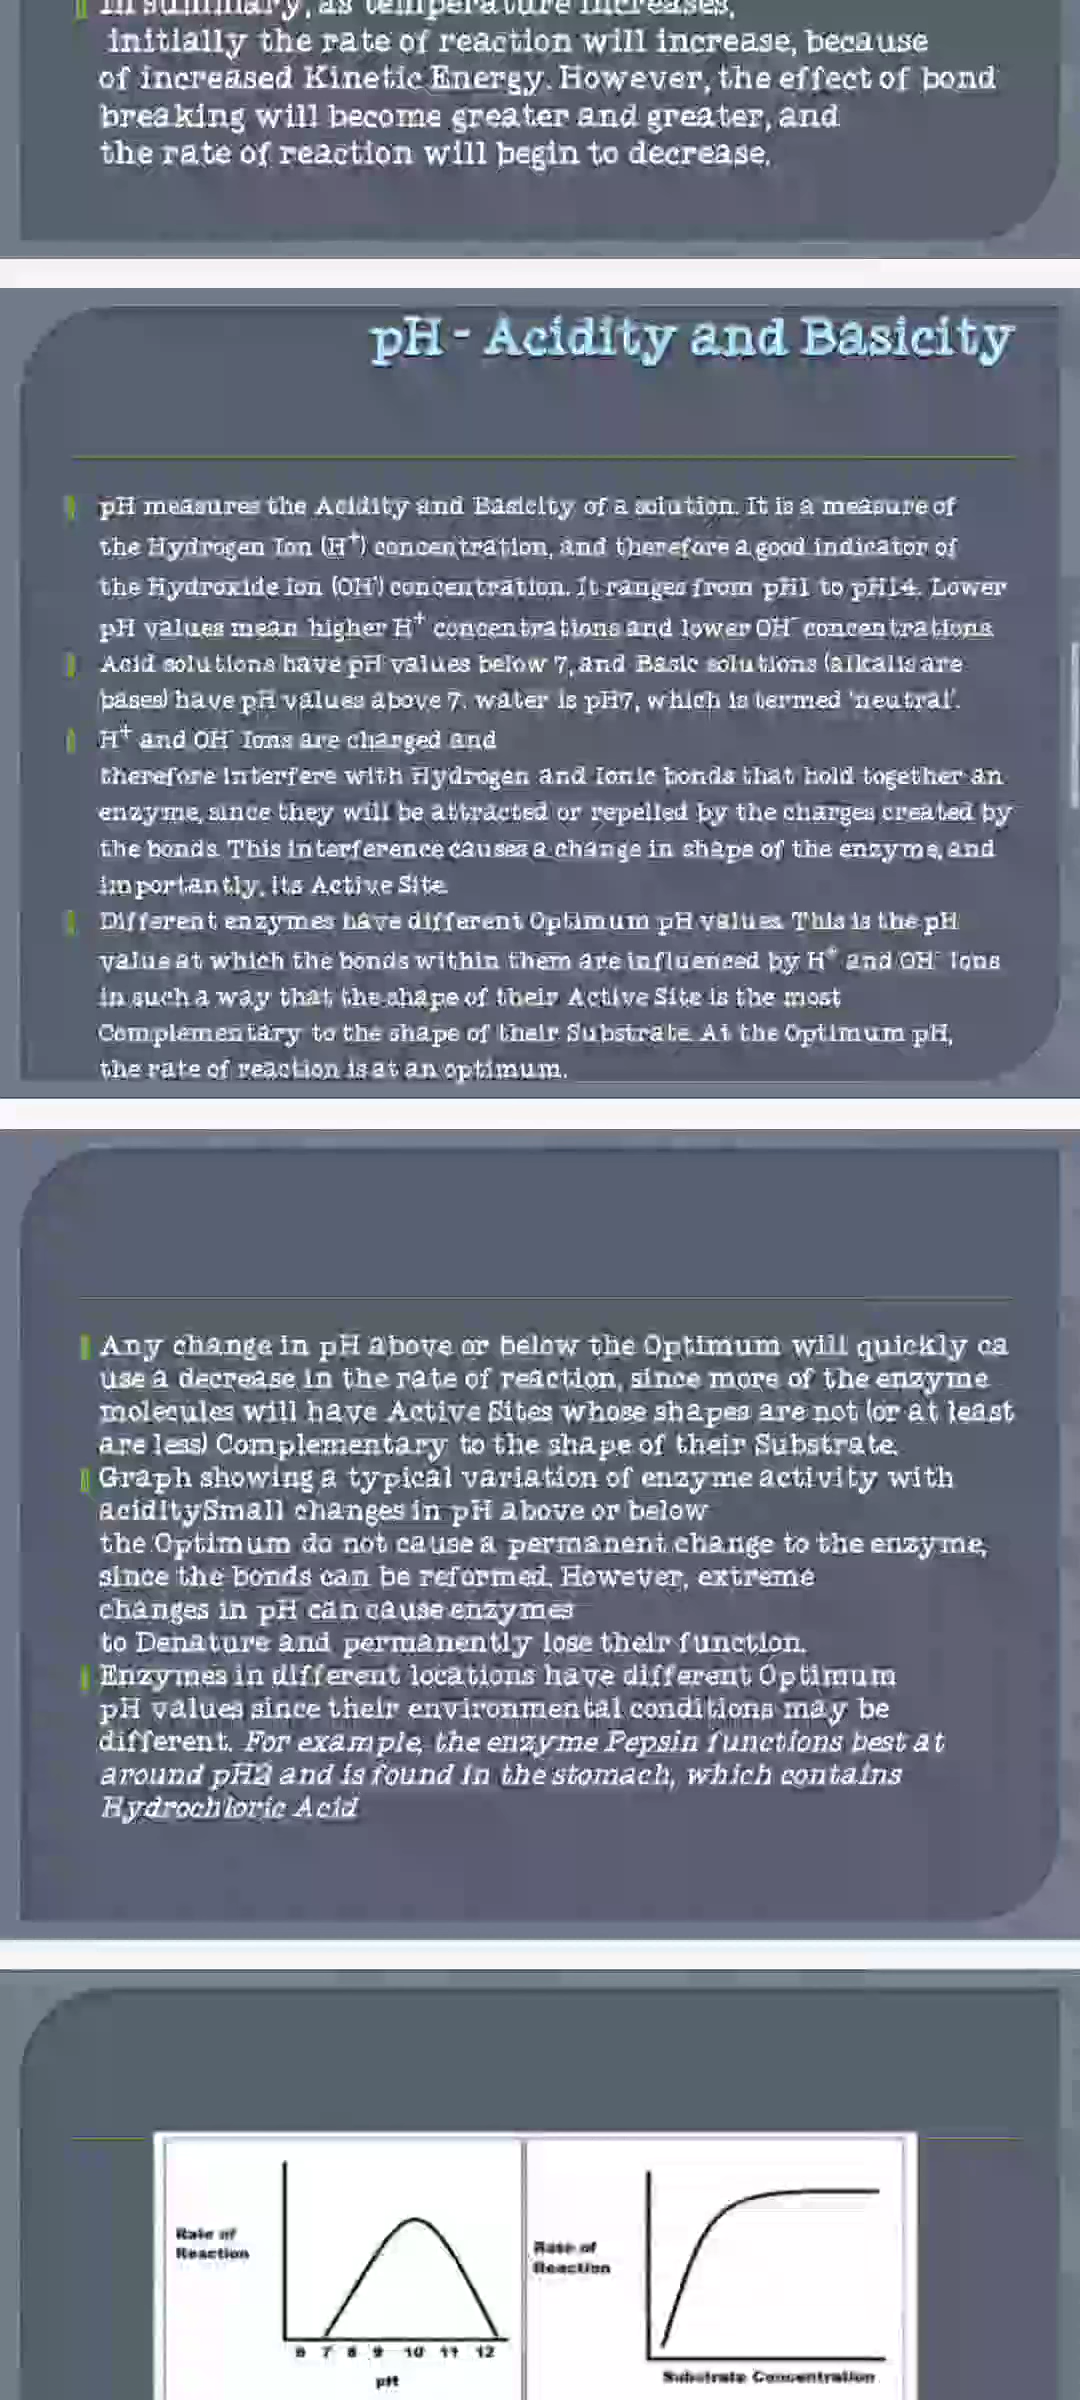 In summary, as temperature increases,
initially the rate of reaction will increase, because
of increased Kinetic Energy. However, the effect of bond
breaking will become greater and greater, and
the rate of reaction will begin to decrease.
pH - Acidity and Basicity
pH measures the Acidity and Basicity of a solution. It is a measure of
the Hydrogen Ion (H⁺) concentration, and therefore a good indicator of
the Hydroxide Ion (OH⁻) concentration. It ranges from pH1 to pH14. Lower
pH values mean higher H⁺ concentrations and lower OH⁻ concentrations.
Acid solutions have pH values below 7, and Basic solutions (alkalis are
bases) have pH values above 7. water is pH7, which is termed 'neutral'.
H⁺ and OH⁻ Ions are charged and
therefore interfere with Hydrogen and Ionic bonds that hold together an
enzyme, since they will be attracted or repelled by the charges created by
the bonds. This interference causes a change in shape of the enzyme, and
importantly, its Active Site.
Different enzymes have different Optimum pH values. This is the pH
value at which the bonds within them are influenced by H⁺ and OH⁻ Ions
in such a way that the shape of their Active Site is the most
Complementary to the shape of their Substrate. At the Optimum pH,
the rate of reaction is at an optimum.
Any change in pH above or below the Optimum will quickly ca
use a decrease in the rate of reaction, since more of the enzyme
molecules will have Active Sites whose shapes are not (or at least
are less) Complementary to the shape of their Substrate.
Graph showing a typical variation of enzyme activity with
aciditySmall changes in pH above or below
the Optimum do not cause a permanent change to the enzyme,
since the bonds can be reformed. However, extreme
changes in pH can cause enzymes
to Denature and permanently lose their function.
Enzymes in different locations have different Optimum
pH values since their environmental conditions may be
different. For example, the enzyme Pepsin functions best at
around pH2 and is found in the stomach, which contains
Hydrochloric Acid
Rate of
Reaction
6 7 8 9 10 11 12
pH
Rate of
Reaction
Substrate Concentration